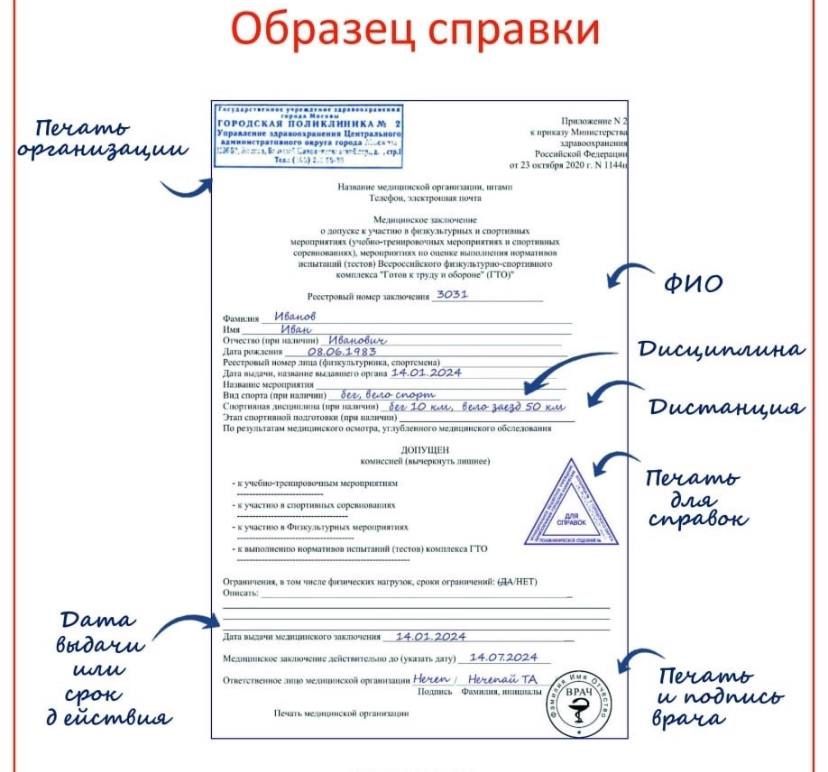 Образец справки
Печать
организации
Государственное учреждение здравоохранения
города Москвы
ГОРОДСКАЯ ПОЛИКЛИНИКА № 2
Управление здравоохранения Центрального
административного округа города Москвы
Приложение N 2
к приказу Министерства
здравоохранения
Российской Федерации
от 23 октября 2020 г. N 1144н
Название медицинской организации, штамп
Телефон, электронная почта
Медицинское заключение
о допуске к участию в физкультурных и спортивных
мероприятиях (учебно-тренировочных мероприятиях и спортивных
соревнованиях), мероприятиях по оценке выполнения нормативов
испытаний (тестов) Всероссийского физкультурно-спортивного
комплекса "Готов к труду и обороне" (ГТО)"
ФИО
Реестровый номер заключения 3031
Фамилия Иванов
Имя Иван
Отчество (при наличии) Иванович
Дата рождения 08.06.1983
Реестровый номер лица (физкультурника, спортсмена)
Дата выдачи, название выдавшего органа 14.01.2024
Название мероприятия
Вид спорта (при наличии) бег, вело спорт
Спортивная дисциплина (при наличии) бег 10 км, вело заезд 50 км
Этап спортивной подготовки (при наличии)
По результатам медицинского осмотра, углубленного медицинского обследования
Дисциплина
Дистанция
ДОПУЩЕН
комиссией (вычеркнуть лишнее)
- к учебно-тренировочным мероприятиям
- к участию в спортивных соревнованиях
- к участию в Физкультурных мероприятиях
- к выполнению нормативов испытаний (тестов) комплекса ГТО
ДЛЯ
СПРАВОК
Печать
для
справок
Ограничения, в том числе физических нагрузок, сроки ограничений: (ДА/НЕТ)
Описать:
Дата
выдачи
или
срок
д ействия
Дата выдачи медицинского заключения 14.01.2024
Медицинское заключение действительно до (указать дату) 14.07.2024
Ответственное лицо медицинской организации Нечеп / Нечепай ТА
Подпись Фамилия, инициалы
Печать медицинской организации
Фамилия Имя Отчество
ВРАЧ
Печать
и подпись
врача